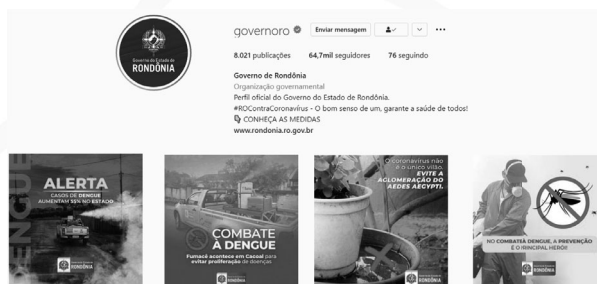 governoro
Enviar mensagem
8.021 publicações 64,7mil seguidores 76 seguindo
Governo do Estado de
RONDÔNIA
Governo de Rondônia
Organização governamental
Perfil oficial do Governo do Estado de Rondônia.
#ROContraCoronavírus - O bom senso de um, garante a saúde de todos!
CONHEÇA AS MEDIDAS
www.rondonia.ro.gov.br
DENGUE
ALERTA
CASOS DE DENGUE
AUMENTAM 55% NO ESTADO
RONDÔNIA
COMBATE
À DENGUE
Fumacê acontece em Cacoal para
evitar proliferação de doenças
RONDÔNIA
O coronavírus não
é o único vilão.
EVITE A
AGLOMERAÇÃO DO
AEDES AEGYPTI.
RONDÔNIA
NO COMBATE À DENGUE, A PREVENÇÃO
É O PRINCIPAL HERÓI!
RONDÔNIA